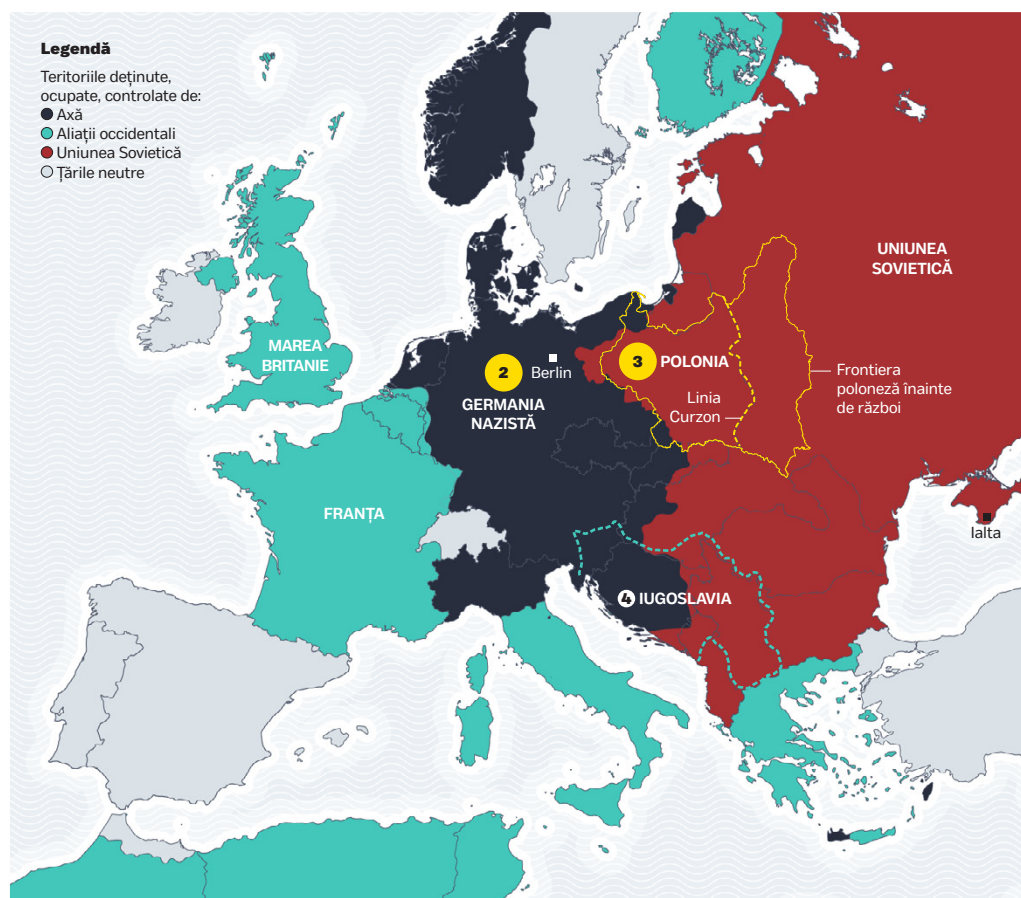 Legendă
Teritoriile deținute,
ocupate, controlate de:
Axă
Aliații occidentali
Uniunea Sovietică
Țările neutre
UNIUNEA
SOVIETICĂ
MAREA
BRITANIE
2
Berlin
GERMANIA
NAZISTĂ
3 POLONIA
Linia
Curzon
Frontiera
poloneză înainte
de război
FRANȚA
Ialta
4 IUGOSLAVIA